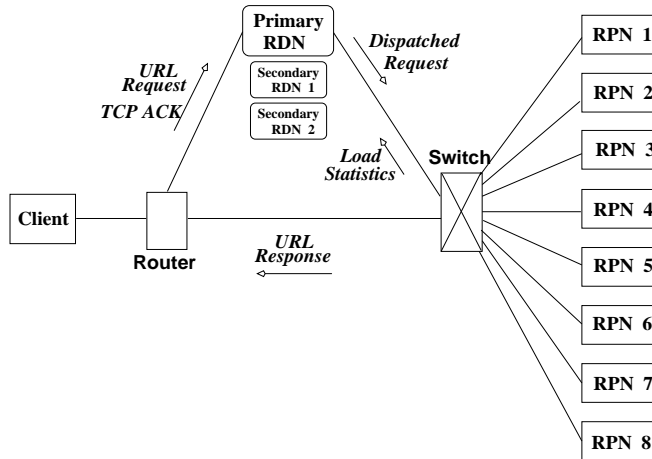 Primary
RDN
Secondary
RDN 1
Secondary
RDN 2
URL
Request
TCP ACK
Dispatched
Request
Load
Statistics
Switch
Client
Router
URL
Response
RPN 1
RPN 2
RPN 3
RPN 4
RPN 5
RPN 6
RPN 7
RPN 8